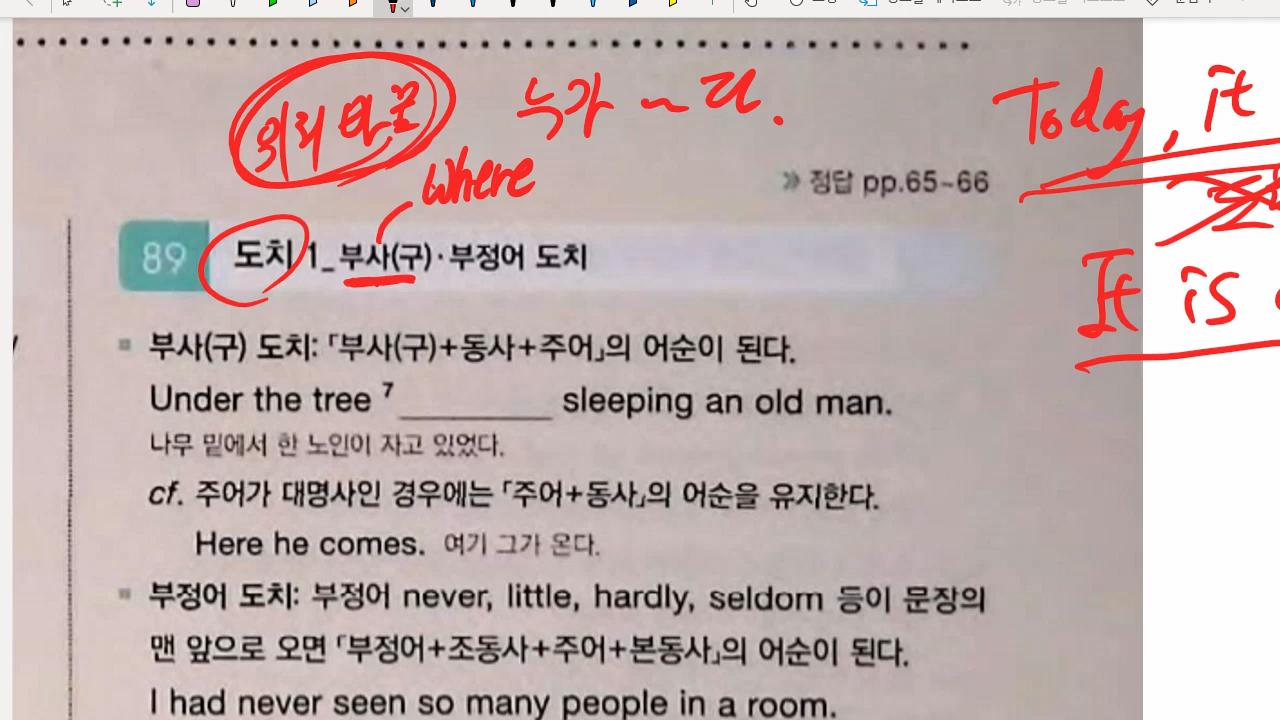 위치 바꿈 누가 ~ 다.
Today, it
where
» 정답 pp.65~66
89 도치 1_부사(구)·부정어 도치
It is
부사(구) 도치: 「부사(구)+동사+주어」의 어순이 된다.
Under the tree 7 ________ sleeping an old man.
나무 밑에서 한 노인이 자고 있었다.
cf. 주어가 대명사인 경우에는 「주어+동사」의 어순을 유지한다.
Here he comes. 여기 그가 온다.
부정어 도치: 부정어 never, little, hardly, seldom 등이 문장의
맨 앞으로 오면 「부정어+조동사+주어+본동사」의 어순이 된다.
I had never seen so many people in a room.